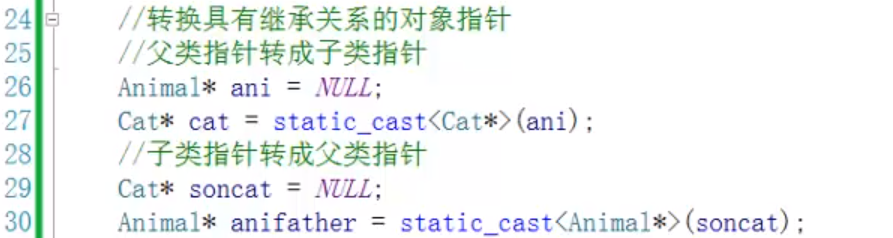 24 //转换具有继承关系的对象指针
25 //父类指针转成子类指针
26 Animal* ani = NULL;
27 Cat* cat = static_cast<Cat*>(ani);
28 //子类指针转成父类指针
29 Cat* soncat = NULL;
30 Animal* anifather = static_cast<Animal*>(soncat);